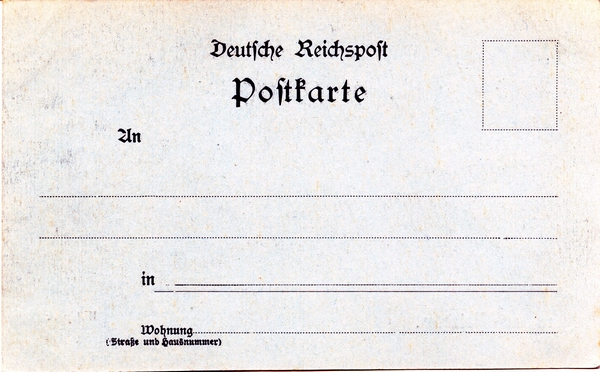 Deutsche Reichspost
Postkarte
An
in
Wohnung
(Straße und Hausnummer)